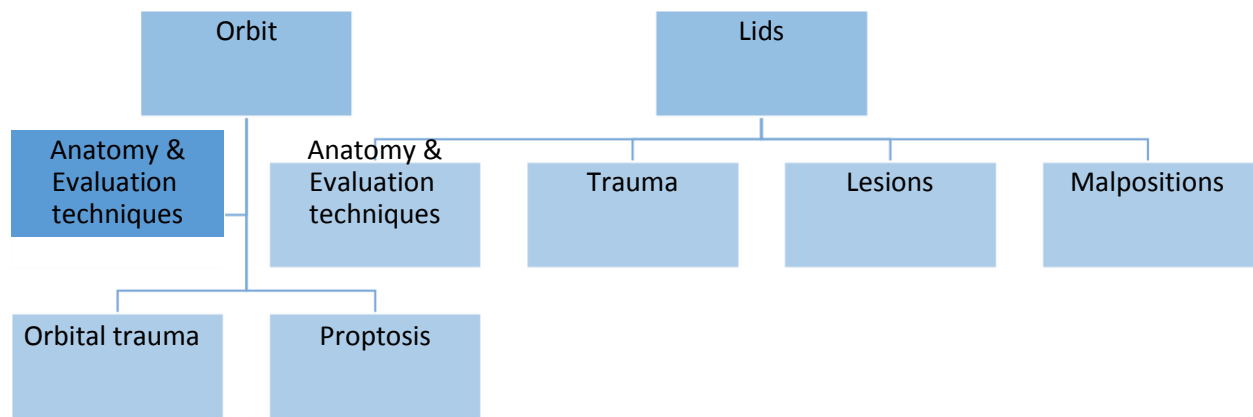 Orbit
Lids
Anatomy &
Evaluation
techniques
Anatomy &
Evaluation
techniques
Trauma
Lesions
Malpositions
Orbital trauma
Proptosis